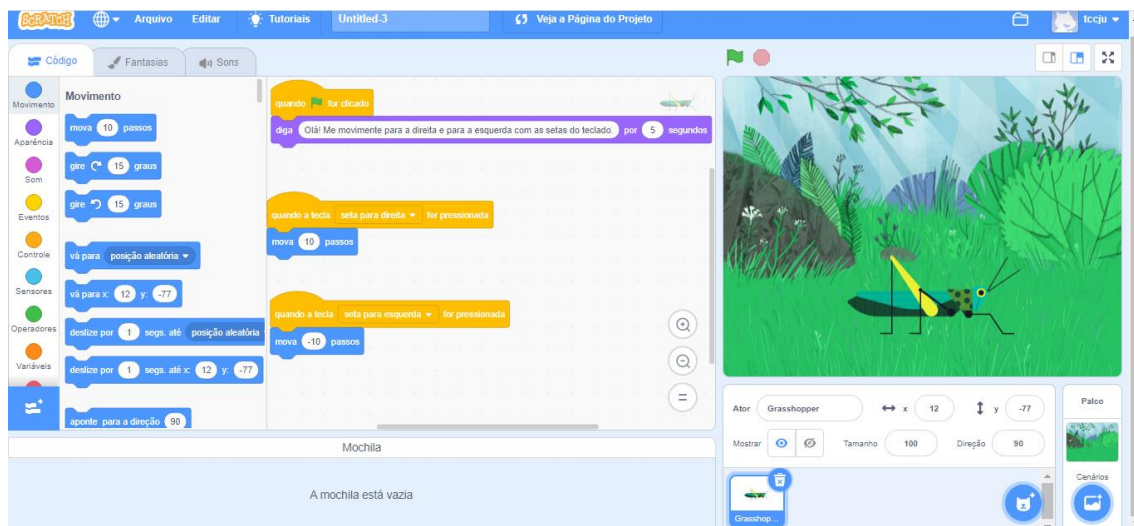 SCRATCH Arquivo Editar Tutoriais Untitled-3 Veja a Página do Projeto tccju
Código Fantasias Sons
Movimento
Aparência
Som
Eventos
Controle
Sensores
Operadores
Variáveis
Movimento
mova 10 passos
gire 15 graus
gire 15 graus
vá para posição aleatória
vá para x: 12 y: -77
deslize por 1 segs. até posição aleatória
deslize por 1 segs. até x: 12 y: -77
aponte para a direção 90
quando for clicado
diga Olá! Me movimente para a direita e para a esquerda com as setas do teclado. por 5 segundos
quando a tecla seta para direita for pressionada
mova 10 passos
quando a tecla seta para esquerda for pressionada
mova -10 passos
Mochila
A mochila está vazia
Ator Grasshopper x 12 y -77
Mostrar Tamanho 100 Direção 90
Grasshop...
Palco
Cenários